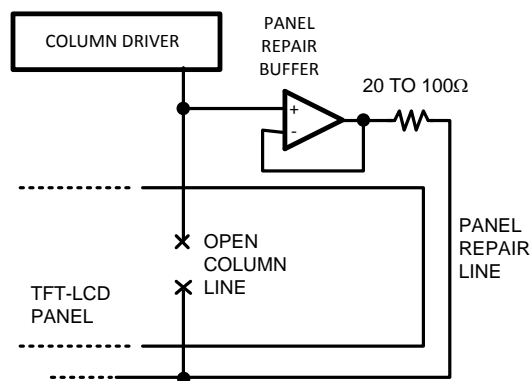 COLUMN DRIVER
PANEL
REPAIR
BUFFER
20 TO 100Ω
+
-
OPEN
COLUMN
LINE
PANEL
REPAIR
LINE
TFT-LCD
PANEL